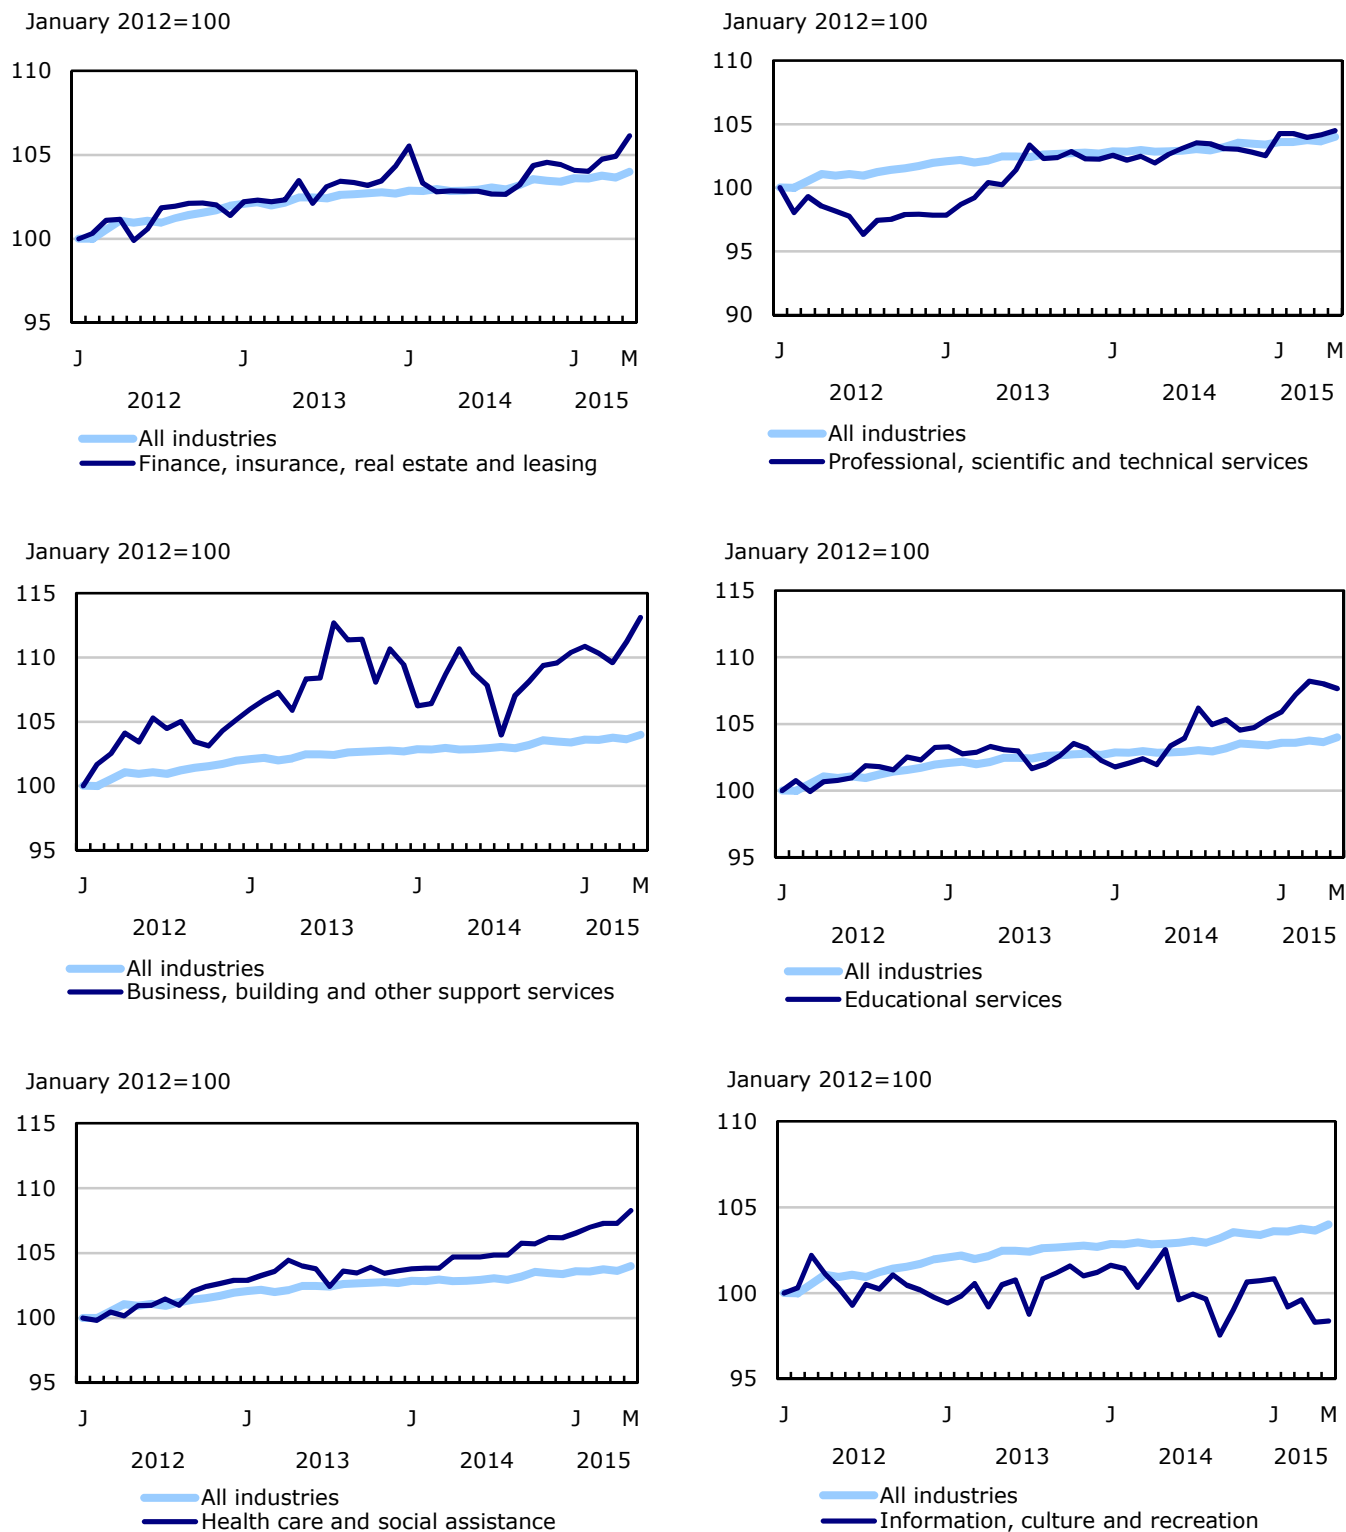 January 2012=100
110
105
100
95
J J J J M
2012 2013 2014 2015
All industries
Finance, insurance, real estate and leasing
January 2012=100
110
105
100
95
90
J J J J M
2012 2013 2014 2015
All industries
Professional, scientific and technical services
January 2012=100
115
110
105
100
95
J J J J M
2012 2013 2014 2015
All industries
Business, building and other support services
January 2012=100
115
110
105
100
95
J J J J M
2012 2013 2014 2015
All industries
Educational services
January 2012=100
115
110
105
100
95
J J J J M
2012 2013 2014 2015
All industries
Health care and social assistance
January 2012=100
110
105
100
95
J J J J M
2012 2013 2014 2015
All industries
Information, culture and recreation